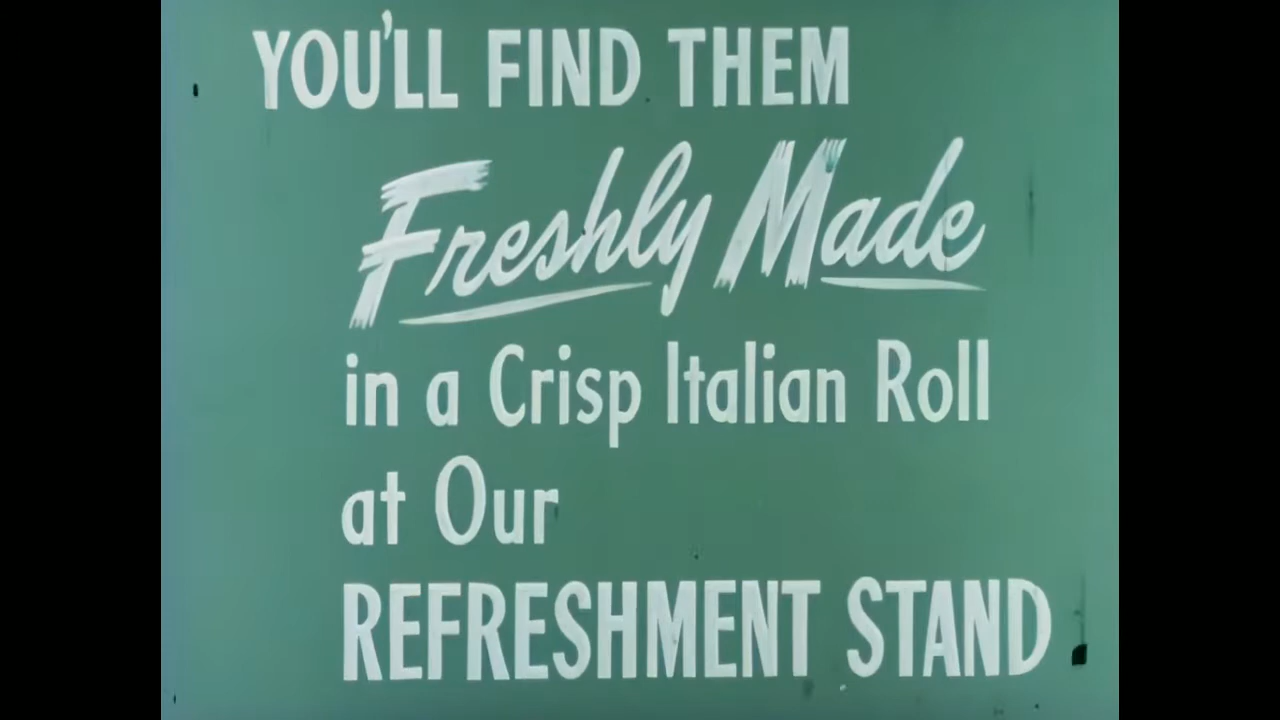 YOU'LL FIND THEM
Freshly Made
in a Crisp Italian Roll
at Our
REFRESHMENT STAND